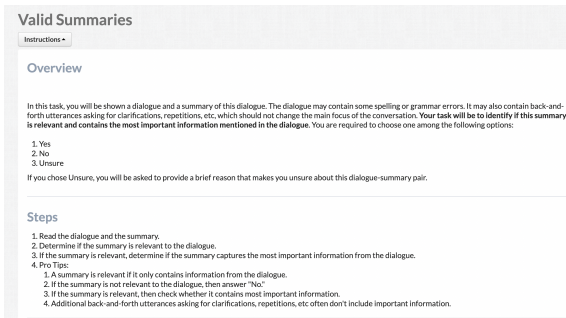 Valid Summaries
Instructions
Overview
In this task, you will be shown a dialogue and a summary of this dialogue. The dialogue may contain some spelling or grammar errors. It may also contain back-and-
forth utterances asking for clarifications, repetitions, etc, which should not change the main focus of the conversation. Your task will be to identify if this summary
is relevant and contains the most important information mentioned in the dialogue. You are required to choose one among the following options:
1. Yes
2. No
3. Unsure
If you chose Unsure, you will be asked to provide a brief reason that makes you unsure about this dialogue-summary pair.
Steps
1. Read the dialogue and the summary.
2. Determine if the summary is relevant to the dialogue.
3. If the summary is relevant, determine if the summary captures the most important information from the dialogue.
4. Pro Tips:
1. A summary is relevant if it only contains information from the dialogue.
2. If the summary is not relevant to the dialogue, then answer "No."
3. If the summary is relevant, then check whether it contains most important information.
4. Additional back-and-forth utterances asking for clarifications, repetitions, etc often don't include important information.